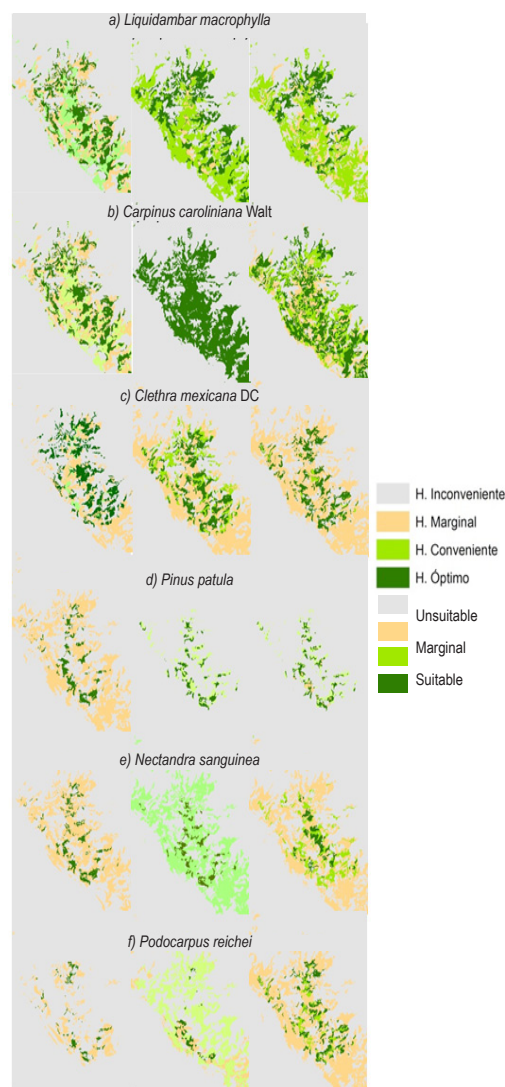 a) Liquidambar macrophylla
b) Carpinus caroliniana Walt
c) Clethra mexicana DC
H. Inconveniente
H. Marginal
H. Conveniente
H. Óptimo
d) Pinus patula
Unsuitable
Marginal
Suitable
e) Nectandra sanguinea
f) Podocarpus reichei